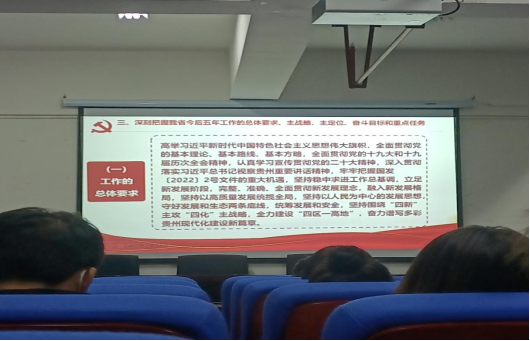 三、深刻把握我省今后五年工作的总体要求、主战略、主定位、奋斗目标和重点任务
(一)
工作的
总体要求
高举习近平新时代中国特色社会主义思想伟大旗帜，全面贯彻党
的基本理论、基本路线、基本方略，全面贯彻党的十九大和十九
届历次全会精神，认真学习宣传贯彻党的二十大精神，深入贯彻
落实习近平总书记视察贵州重要讲话精神，牢牢把握国发
〔2022〕2号文件的重大机遇，坚持稳中求进工作总基调，立足
新发展阶段，完整、准确、全面贯彻新发展理念，融入新发展格
局，坚持以高质量发展统揽全局，坚持以人民为中心的发展思想，
守好发展和生态两条底线，统筹发展和安全，坚持围绕“四新”
主攻“四化”主战略，全力建设“四区一高地”，奋力谱写多彩
贵州现代化建设新篇章。